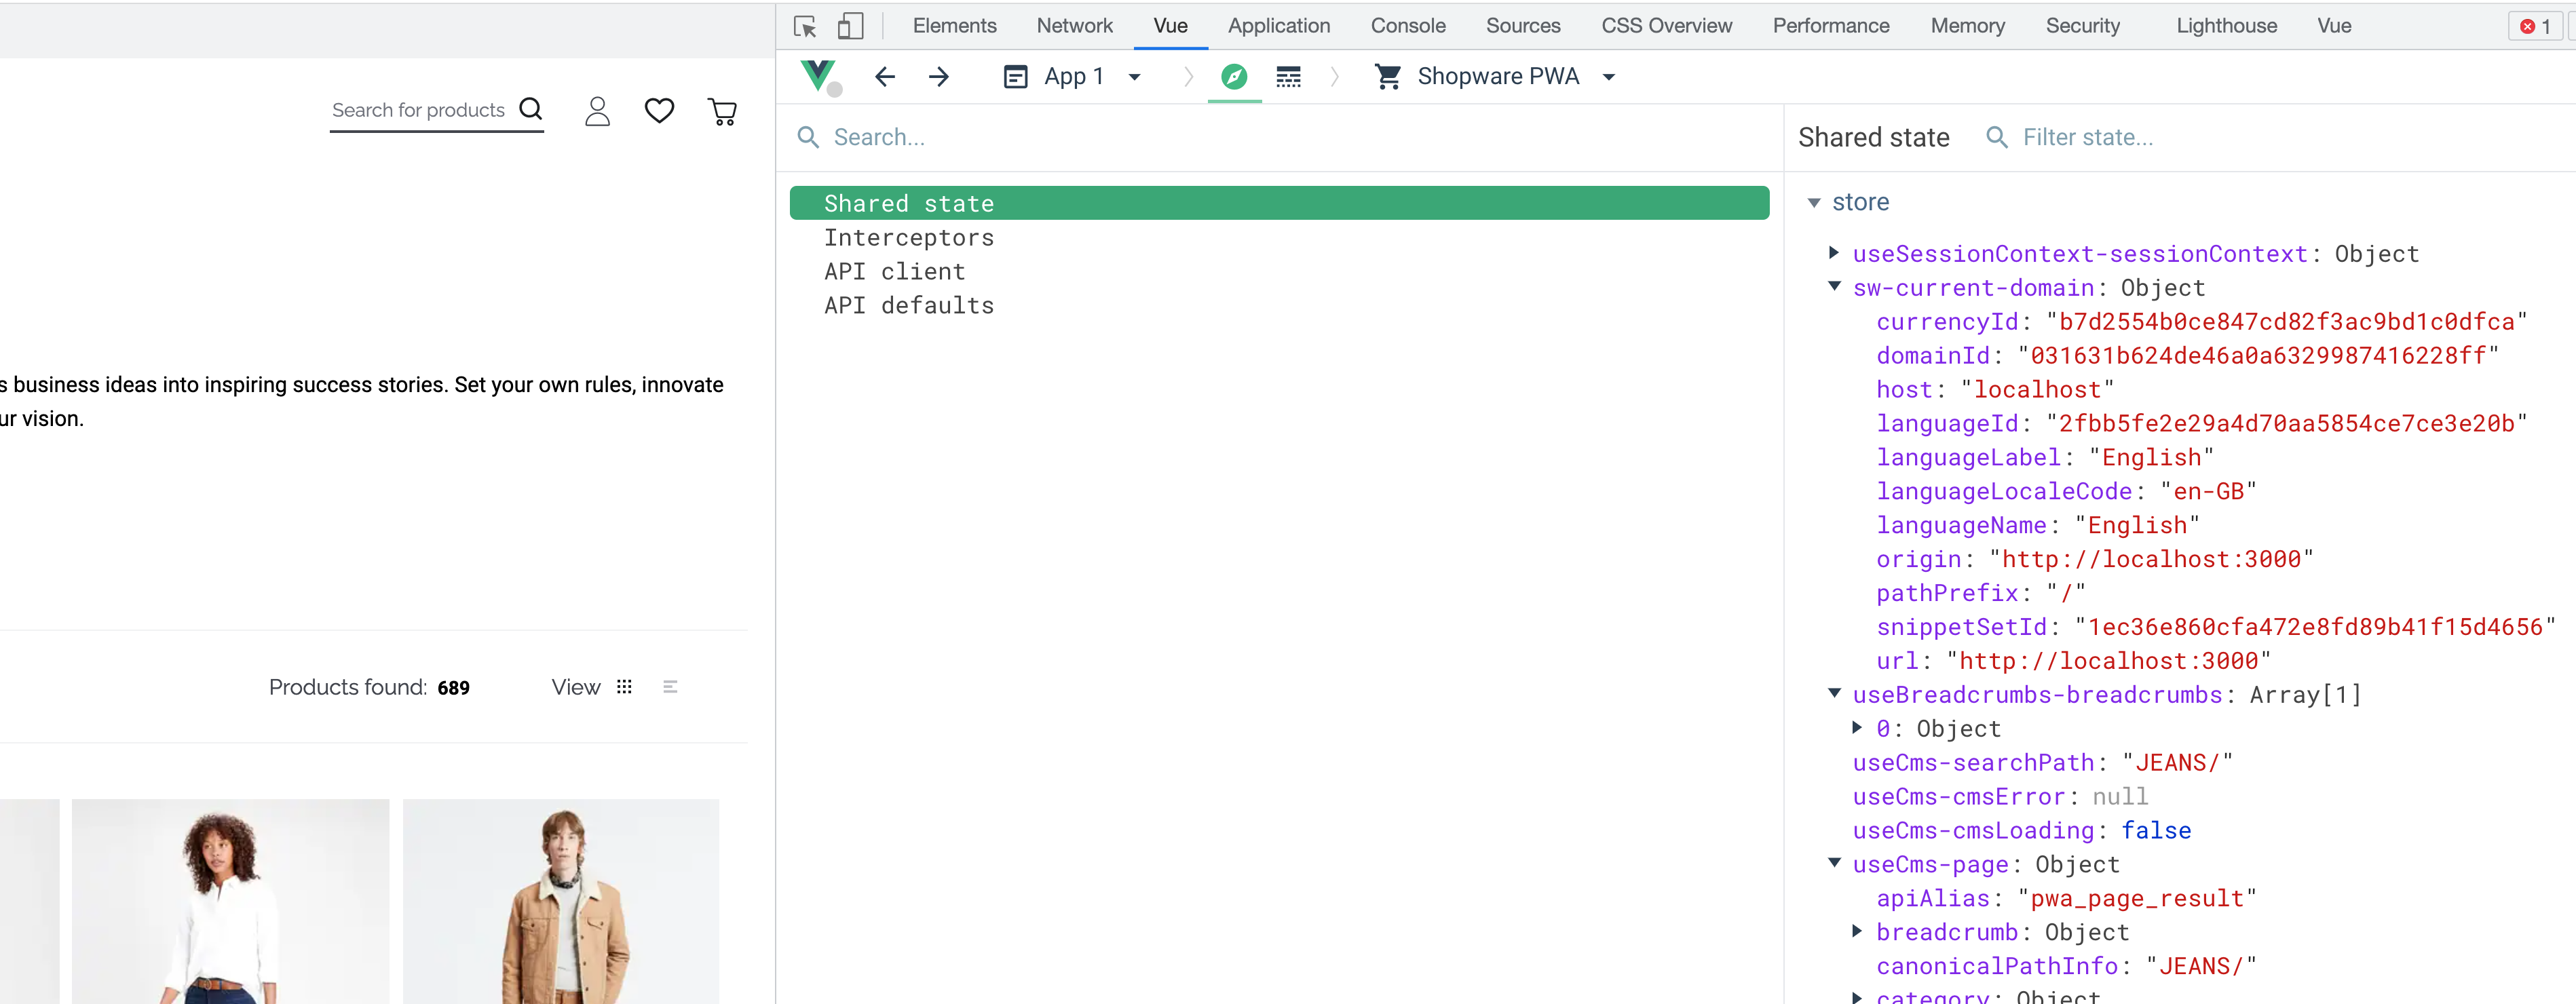 Elements Network Vue Application Console Sources CSS Overview Performance Memory Security Lighthouse Vue 1
App 1 Shopware PWA
Search for products
s business ideas into inspiring success stories. Set your own rules, innovate
ur vision.
Products found: 689 View
Search...
Shared state
Interceptors
API client
API defaults
Shared state Filter state...
store
useSessionContext-sessionContext: Object
sw-current-domain: Object
currencyId: "b7d2554b0ce847cd82f3ac9bd1c0dfca"
domainId: "031631b624de46a0a6329987416228ff"
host: "localhost"
languageId: "2fbb5fe2e29a4d70aa5854ce7ce3e20b"
languageLabel: "English"
languageLocaleCode: "en-GB"
languageName: "English"
origin: "http://localhost:3000"
pathPrefix: "/"
snippetSetId: "1ec36e860cfa472e8fd89b41f15d4656"
url: "http://localhost:3000"
useBreadcrumbs-breadcrumbs: Array[1]
0: Object
useCms-searchPath: "JEANS/"
useCms-cmsError: null
useCms-cmsLoading: false
useCms-page: Object
apiAlias: "pwa_page_result"
breadcrumb: Object
canonicalPathInfo: "JEANS/"
category: Object